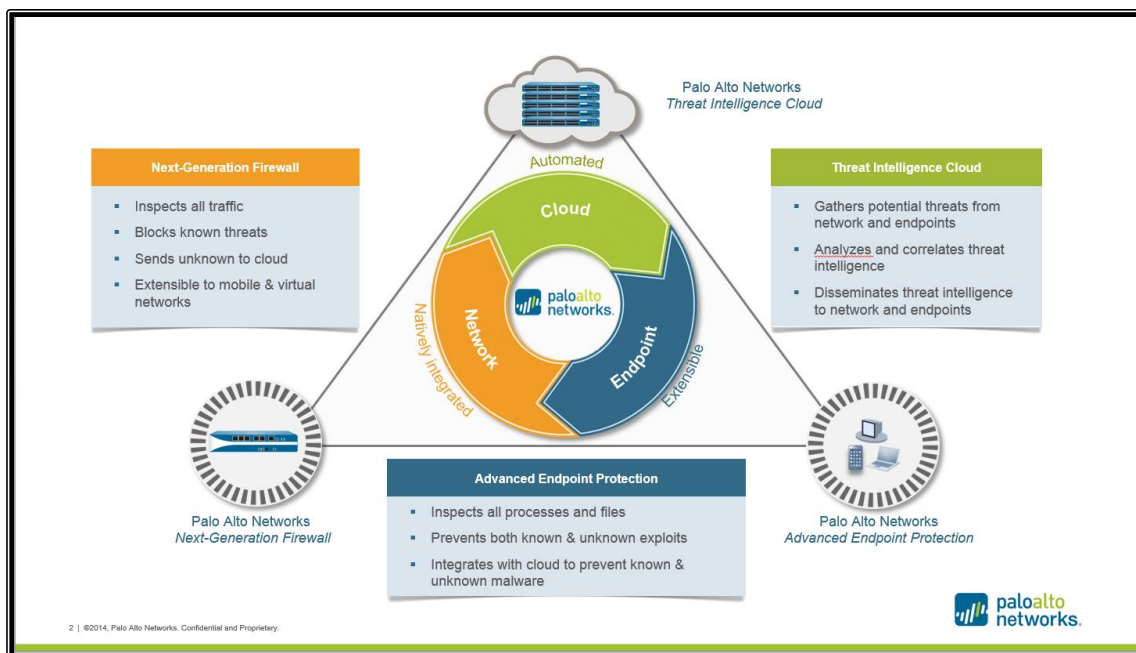 Palo Alto Networks
Threat Intelligence Cloud
Next-Generation Firewall
▪ Inspects all traffic
▪ Blocks known threats
▪ Sends unknown to cloud
▪ Extensible to mobile & virtual
networks
Automated
Cloud
Endpoint
Network
Natively integrated
Extensible
paloalto
networks®
Threat Intelligence Cloud
▪ Gathers potential threats from
network and endpoints
▪ Analyzes and correlates threat
intelligence
▪ Disseminates threat intelligence
to network and endpoints
Palo Alto Networks
Next-Generation Firewall
Advanced Endpoint Protection
▪ Inspects all processes and files
▪ Prevents both known & unknown exploits
▪ Integrates with cloud to prevent known &
unknown malware
Palo Alto Networks
Advanced Endpoint Protection
2 | ©2014, Palo Alto Networks. Confidential and Proprietary.
paloalto
networks®